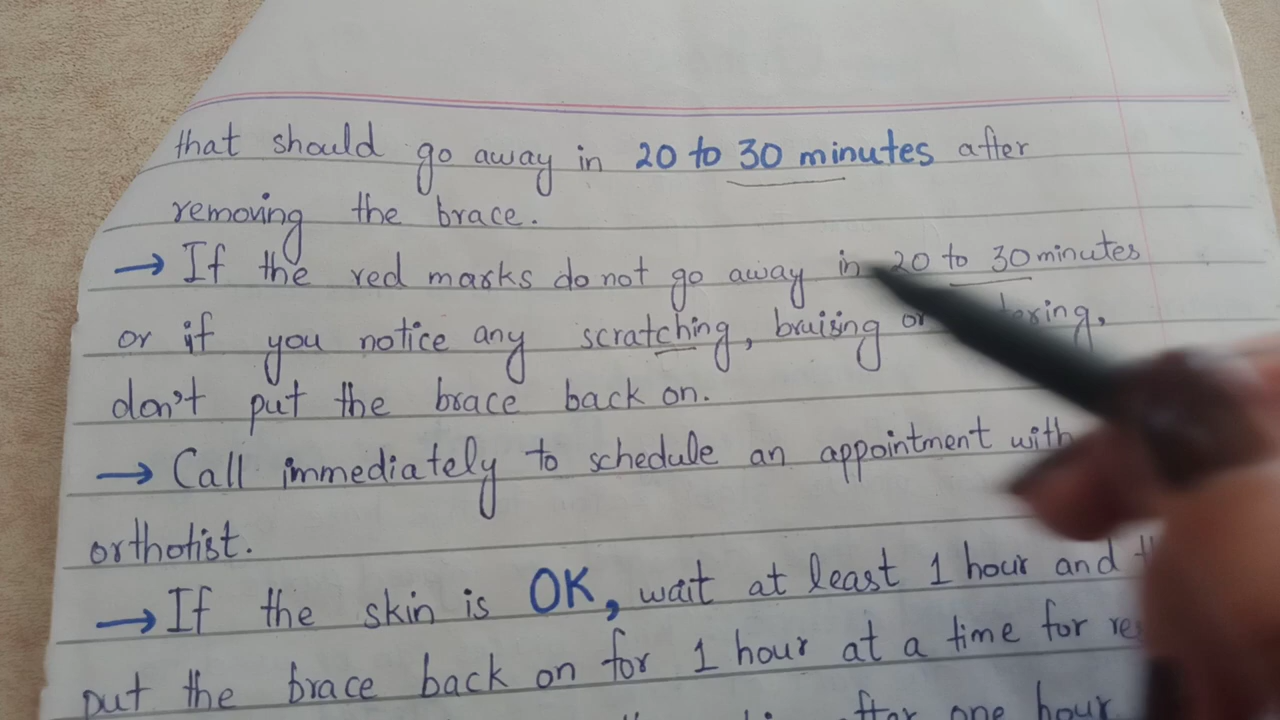 that should go away in 20 to 30 minutes after
removing the brace.
→ If the red marks do not go away in 20 to 30 minutes
or if you notice any scratching, bruising or
don't put the brace back on.
→ Call immediately to schedule an appointment with
orthotist.
→ If the skin is OK, wait at least 1 hour and
put the brace back on for 1 hour at a time for
after one hour